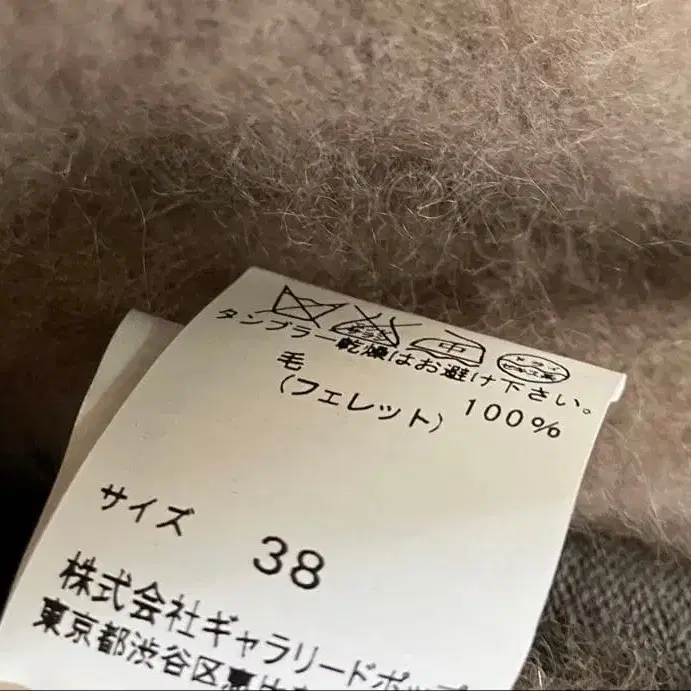 タンブラー乾燥はお避け下さい。
毛 100%
(フェレット)
サイズ 38
株式会社ギャラリードポップ
東京都渋谷区恵比